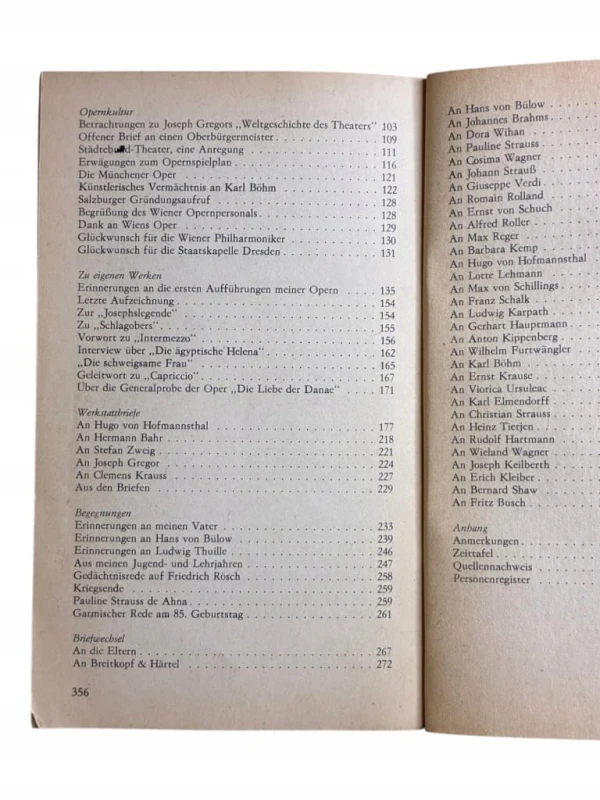 Opernkultur
Betrachtungen zu Joseph Gregors „Weltgeschichte des Theaters“ 103
Offener Brief an einen Oberbürgermeister . . . . . . . . . . 109
Städtebund-Theater, eine Anregung . . . . . . . . . . 111
Erwägungen zum Opernspielplan . . . . . . . . . . 116
Die Münchener Oper . . . . . . . . . . 121
Künstlerisches Vermächtnis an Karl Böhm . . . . . . . . . . 122
Salzburger Gründungsaufruf . . . . . . . . . . 128
Begrüßung des Wiener Opernpersonals . . . . . . . . . . 128
Dank an Wiens Oper . . . . . . . . . . 129
Glückwunsch für die Wiener Philharmoniker . . . . . . . . . . 130
Glückwunsch für die Staatskapelle Dresden . . . . . . . . . . 131
Zu eigenen Werken
Erinnerungen an die ersten Aufführungen meiner Opern . . . . 135
Letzte Aufzeichnung . . . . . . . . . . 154
Zur „Josephslegende“ . . . . . . . . . . 154
Zu „Schlagobers“ . . . . . . . . . . 155
Vorwort zu „Intermezzo“ . . . . . . . . . . 156
Interview über „Die ägyptische Helena“ . . . . . . . . . . 162
„Die schweigsame Frau“ . . . . . . . . . . 165
Geleitwort zu „Capriccio“ . . . . . . . . . . 167
Über die Generalprobe der Oper „Die Liebe der Danae“ . . . . 171
Werkstattbriefe
An Hugo von Hofmannsthal . . . . . . . . . . 177
An Hermann Bahr . . . . . . . . . . 218
An Stefan Zweig . . . . . . . . . . 221
An Joseph Gregor . . . . . . . . . . 224
An Clemens Krauss . . . . . . . . . . 227
Aus den Briefen . . . . . . . . . . 229
Begegnungen
Erinnerungen an meinen Vater . . . . . . . . . . 233
Erinnerungen an Hans von Bülow . . . . . . . . . . 239
Erinnerungen an Ludwig Thuille . . . . . . . . . . 246
Aus meinen Jugend- und Lehrjahren . . . . . . . . . . 247
Gedächtnisrede auf Friedrich Rösch . . . . . . . . . . 258
Kriegsende . . . . . . . . . . 259
Pauline Strauss de Ahna . . . . . . . . . . 259
Garmischer Rede am 85. Geburtstag . . . . . . . . . . 261
Briefwechsel
An die Eltern . . . . . . . . . . 267
An Breitkopf & Härtel . . . . . . . . . . 272
356
An Hans von Bülow . . . .
An Johannes Brahms . . . .
An Dora Wihan . . . .
An Pauline Strauss . . . .
An Cosima Wagner . . . .
An Johann Strauß . . . .
An Giuseppe Verdi . . . .
An Romain Rolland . . . .
An Ernst von Schuch . . . .
An Alfred Roller . . . .
An Max Reger . . . .
An Barbara Kemp . . . .
An Hugo von Hofmannsthal
An Lotte Lehmann . . . .
An Max von Schillings . . . .
An Franz Schalk . . . .
An Ludwig Karpath . . . .
An Gerhart Hauptmann . . . .
An Anton Kippenberg . . . .
An Wilhelm Furtwängler . . . .
An Karl Böhm . . . .
An Ernst Krause . . . .
An Viorica Ursuleac . . . .
An Karl Elmendorff . . . .
An Christian Strauss . . . .
An Heinz Tietjen . . . .
An Rudolf Hartmann . . . .
An Wieland Wagner . . . .
An Joseph Keilberth . . . .
An Erich Kleiber . . . .
An Bernard Shaw . . . .
An Fritz Busch . . . .
Anhang
Anmerkungen . . . .
Zeittafel . . . .
Quellennachweis . . . .
Personenregister . . . .